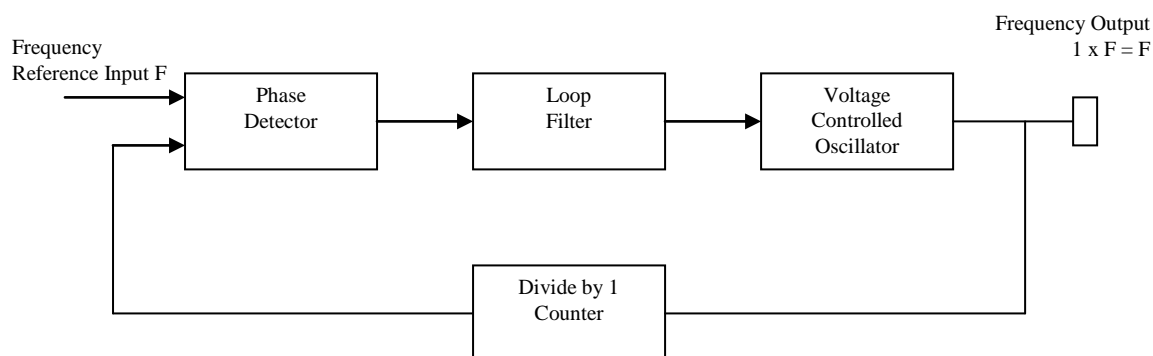 Frequency Output
1 x F = F
Frequency
Reference Input F
Phase
Detector
Loop
Filter
Voltage
Controlled
Oscillator
Divide by 1
Counter